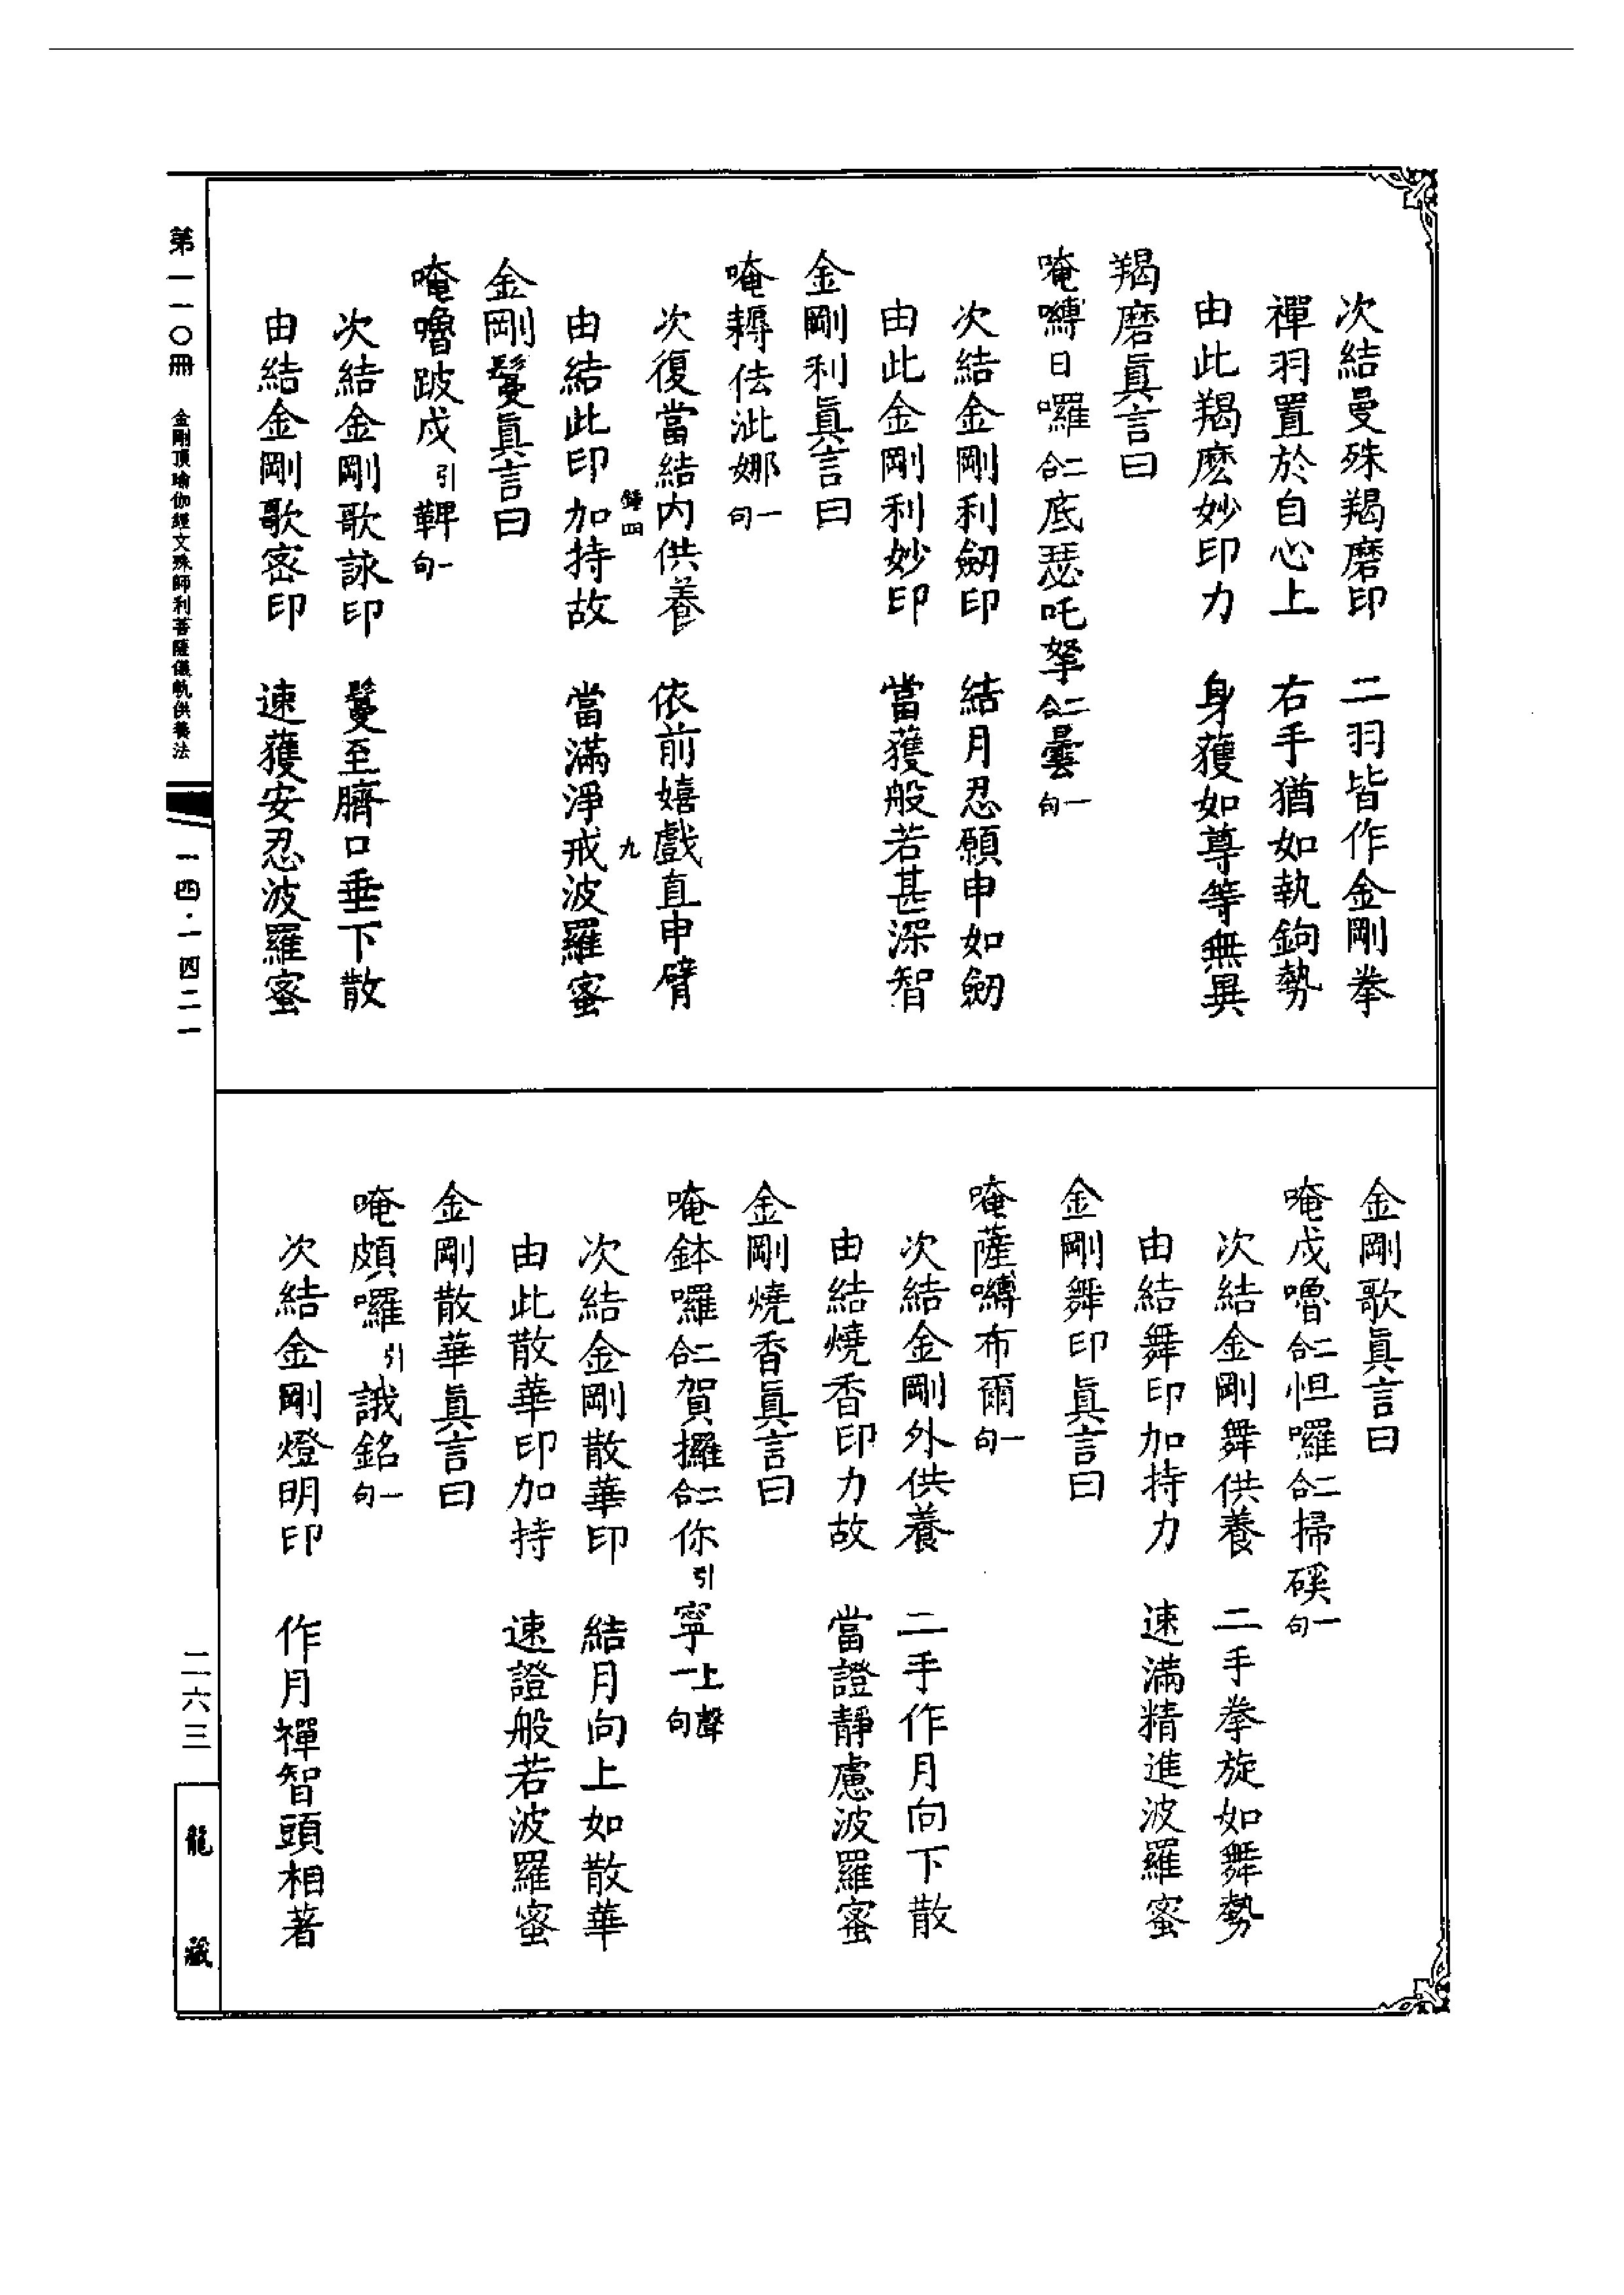 次結曼殊羯磨印　二羽皆作金剛拳
禪羽置於自心上　右手猶如執鉤勢
由此羯麼妙印力　身獲如尊等無異
羯磨真言曰
唵嚩日囉二合底瑟吒拏二合曇一句
次結金剛利劒印　結月忍願申如劒
由此金剛利妙印　當獲般若甚深智
金剛利真言曰
唵耨佉泚娜一句
次復當結內供養　依前嬉戲直申臂
鍾四　九
由結此印加持故　當滿淨戒波羅蜜
金剛鬘真言曰
唵嚕跛戍引鞞一句
次結金剛歌詠印　鬘至臍口垂下散
由結金剛歌密印　速獲安忍波羅蜜
金剛歌真言曰
唵戍嚕二合怛囉二合掃磎一句
次結金剛舞供養　二手拳旋如舞勢
由結舞印加持力　速滿精進波羅蜜
金剛舞印真言曰
唵薩嚩布爾一句
次結金剛外供養　二手作月向下散
由結燒香印力故　當證靜慮波羅蜜
金剛燒香真言曰
唵鉢囉二合賀攞二合你引寧上聲一句
次結金剛散華印　結月向上如散華
由此散華印加持　速證般若波羅蜜
金剛散華真言曰
唵頗囉引誐銘一句
次結金剛燈明印　作月禪智頭相著
第一一〇冊　金剛頂瑜伽經文殊師利菩薩儀軌供養法
一四·一四二一
二六三
龍藏